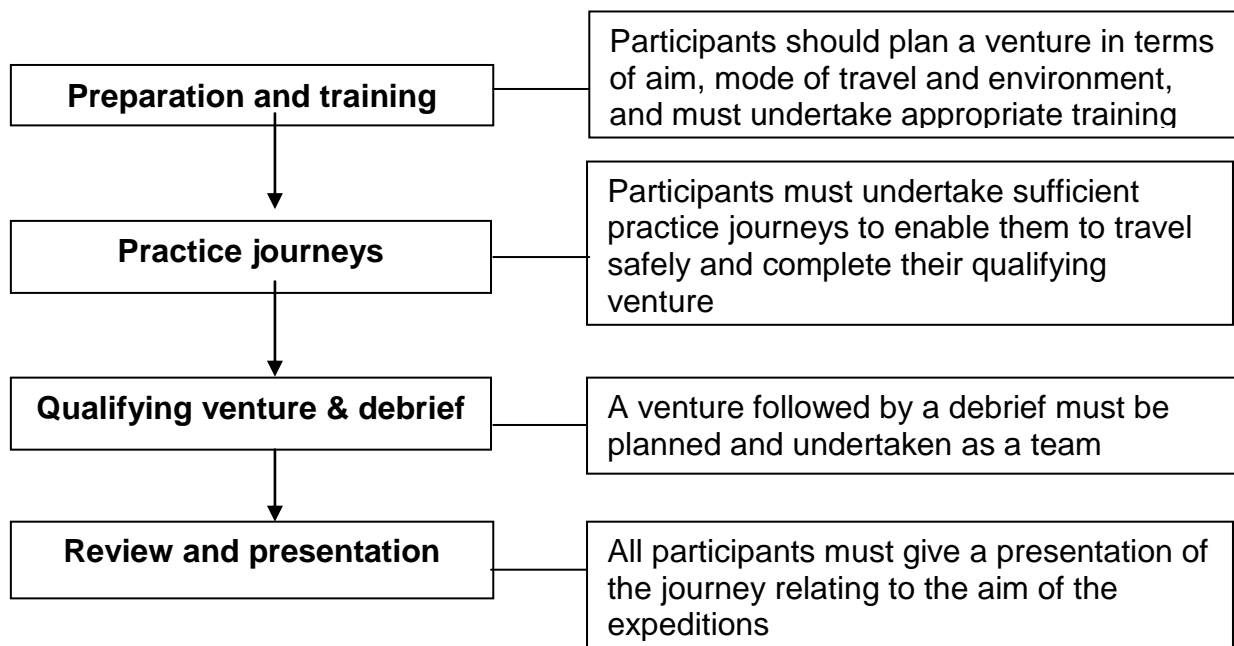 Preparation and training
Participants should plan a venture in terms
of aim, mode of travel and environment,
and must undertake appropriate training
Practice journeys
Participants must undertake sufficient
practice journeys to enable them to travel
safely and complete their qualifying
venture
Qualifying venture & debrief
A venture followed by a debrief must be
planned and undertaken as a team
Review and presentation
All participants must give a presentation of
the journey relating to the aim of the
expeditions